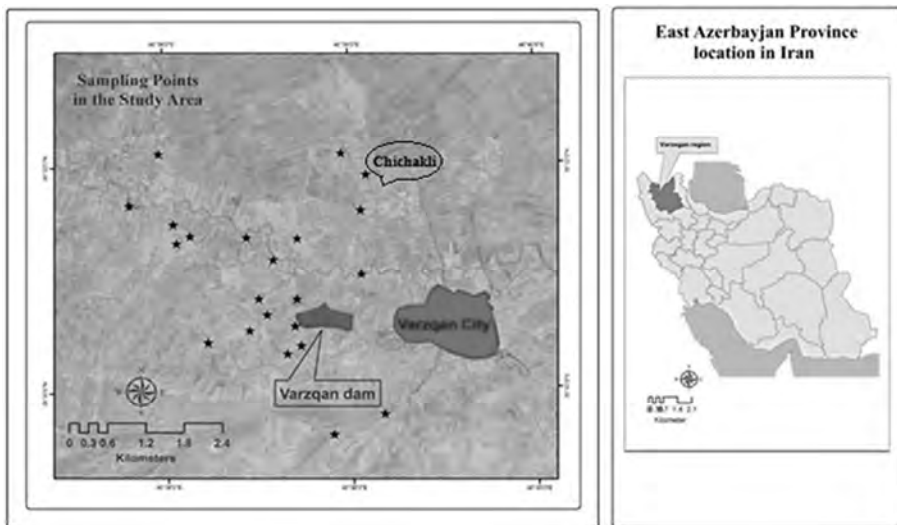 Sampling Points
in the Study Area
Chichakli
Varzqan City
Varzqan dam
0 0.3 0.6 1.2 1.8 2.4
Kilometers
East Azerbayjan Province
location in Iran
Varzqan region
Kilometer